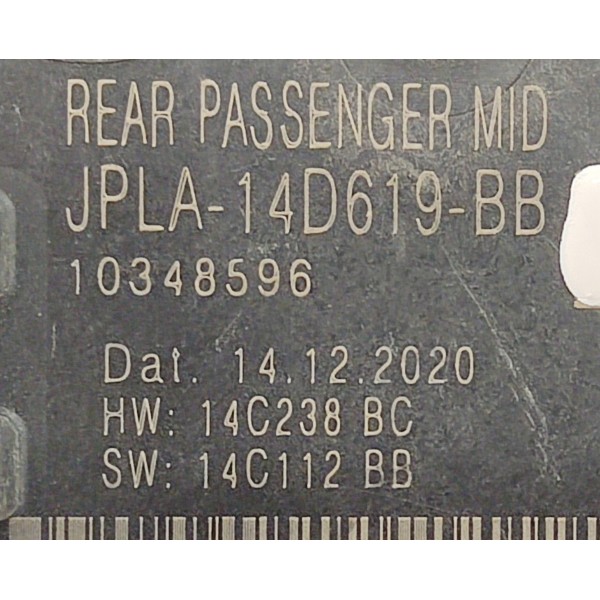 REAR PASSENGER MID
JPLA-14D619-BB
10348596
Dat. 14.12.2020
HW: 14C238 BC
SW: 14C112 BB